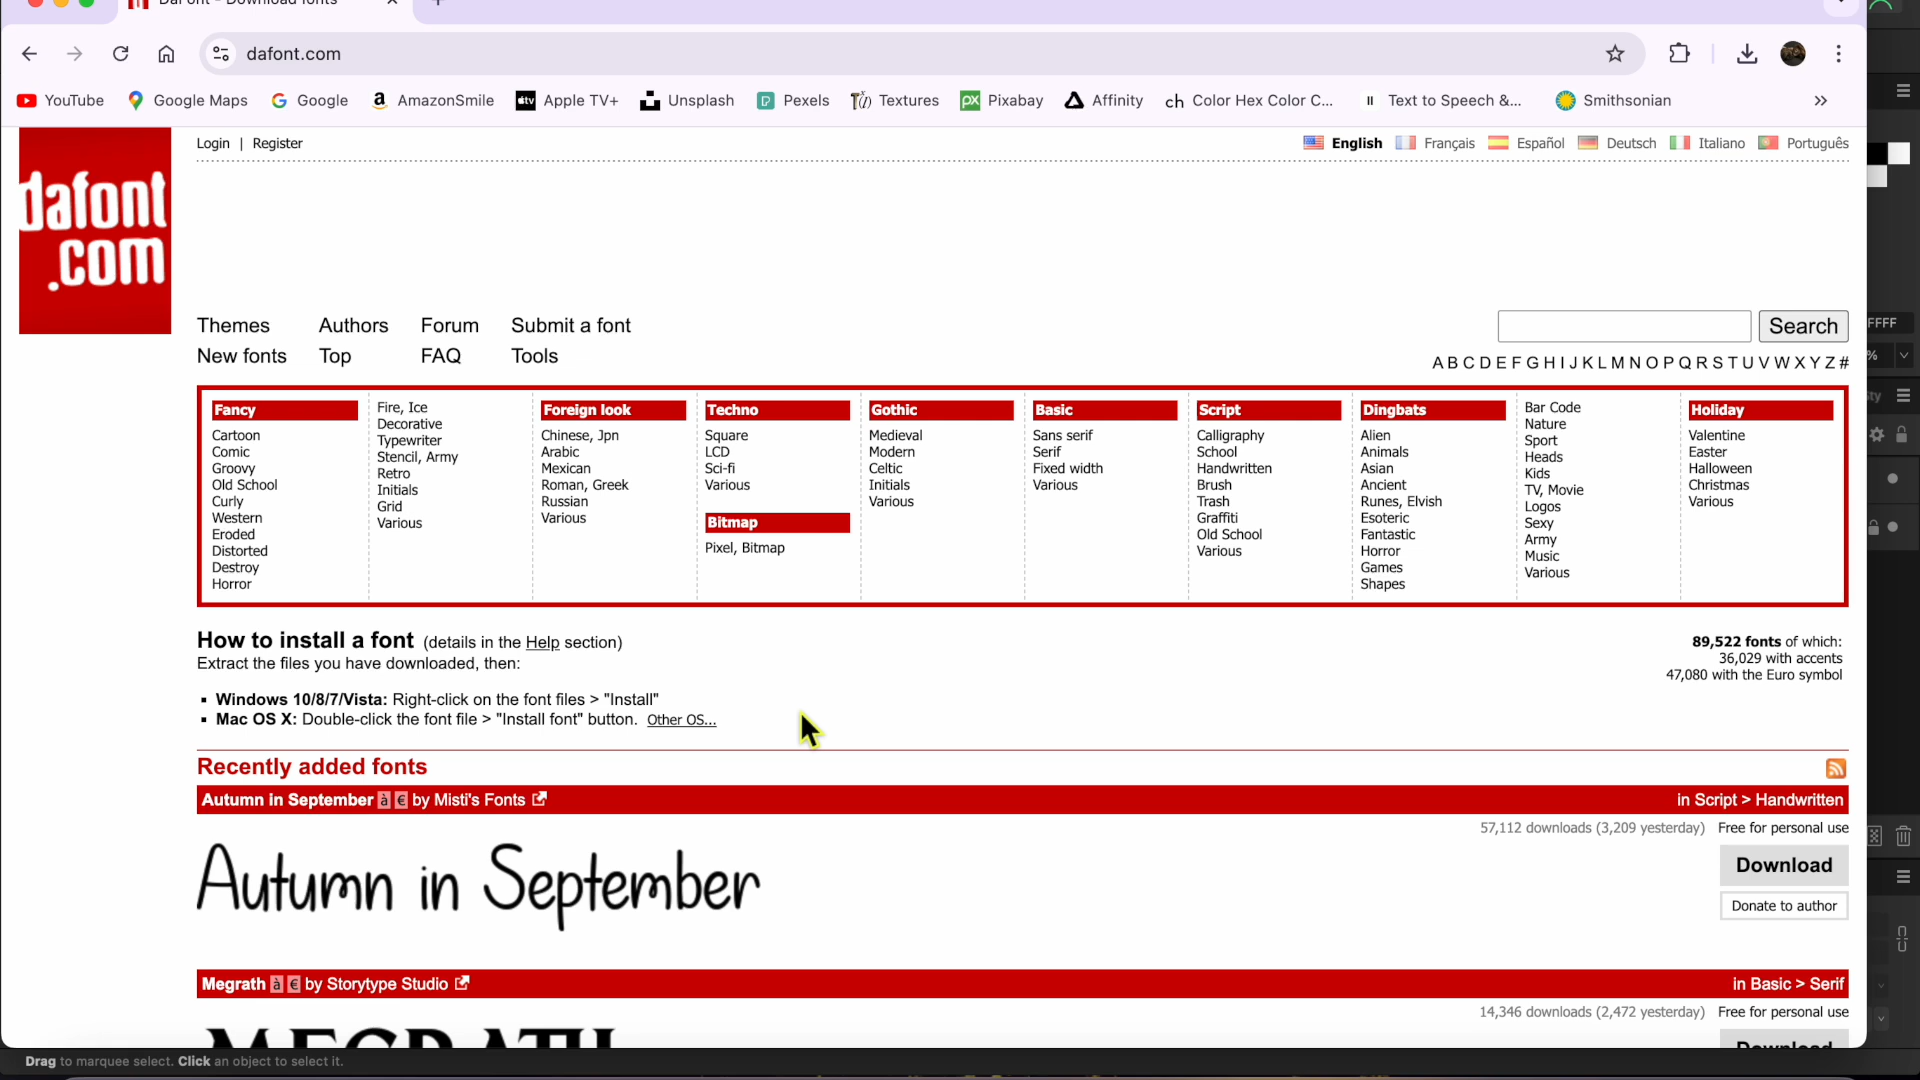 DaFont - Download fonts
dafont.com
YouTube Google Maps Google AmazonSmile Apple TV+ Unsplash Pexels Textures Pixabay Affinity Color Hex Color C... Text to Speech &... Smithsonian »
Login | Register
English Français Español Deutsch Italiano Português
dafont
.com
Themes Authors Forum Submit a font
Search
New fonts Top FAQ Tools
A B C D E F G H I J K L M N O P Q R S T U V W X Y Z #
Fancy
Cartoon
Comic
Groovy
Old School
Curly
Western
Eroded
Distorted
Destroy
Horror
Fire, Ice
Decorative
Typewriter
Stencil, Army
Retro
Initials
Grid
Various
Foreign look
Chinese, Jpn
Arabic
Mexican
Roman, Greek
Russian
Various
Techno
Square
LCD
Sci-fi
Various
Bitmap
Pixel, Bitmap
Gothic
Medieval
Modern
Celtic
Initials
Various
Basic
Sans serif
Serif
Fixed width
Various
Script
Calligraphy
School
Handwritten
Brush
Trash
Graffiti
Old School
Various
Dingbats
Alien
Animals
Asian
Ancient
Runes, Elvish
Esoteric
Fantastic
Horror
Games
Shapes
Bar Code
Nature
Sport
Heads
Kids
TV, Movie
Logos
Sexy
Army
Music
Various
Holiday
Valentine
Easter
Halloween
Christmas
Various
How to install a font (details in the Help section)
Extract the files you have downloaded, then:
▪ Windows 10/8/7/Vista: Right-click on the font files > "Install"
▪ Mac OS X: Double-click the font file > "Install font" button. Other OS...
89,522 fonts of which:
36,029 with accents
47,080 with the Euro symbol
Recently added fonts
Autumn in September à € by Misti's Fonts in Script > Handwritten
57,112 downloads (3,209 yesterday) Free for personal use
Autumn in September
Download
Donate to author
Megrath à € by Storytype Studio in Basic > Serif
14,346 downloads (2,472 yesterday) Free for personal use
MEGRATH
Download
Drag to marquee select. Click an object to select it.
FFFF
%